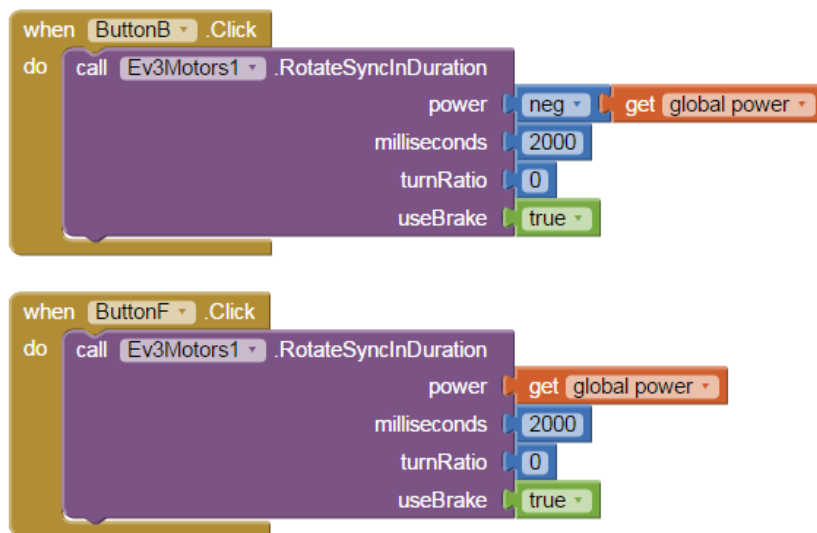 when ButtonB .Click
do call Ev3Motors1 .RotateSyncInDuration
power neg get global power
milliseconds 2000
turnRatio 0
useBrake true
when ButtonF .Click
do call Ev3Motors1 .RotateSyncInDuration
power get global power
milliseconds 2000
turnRatio 0
useBrake true